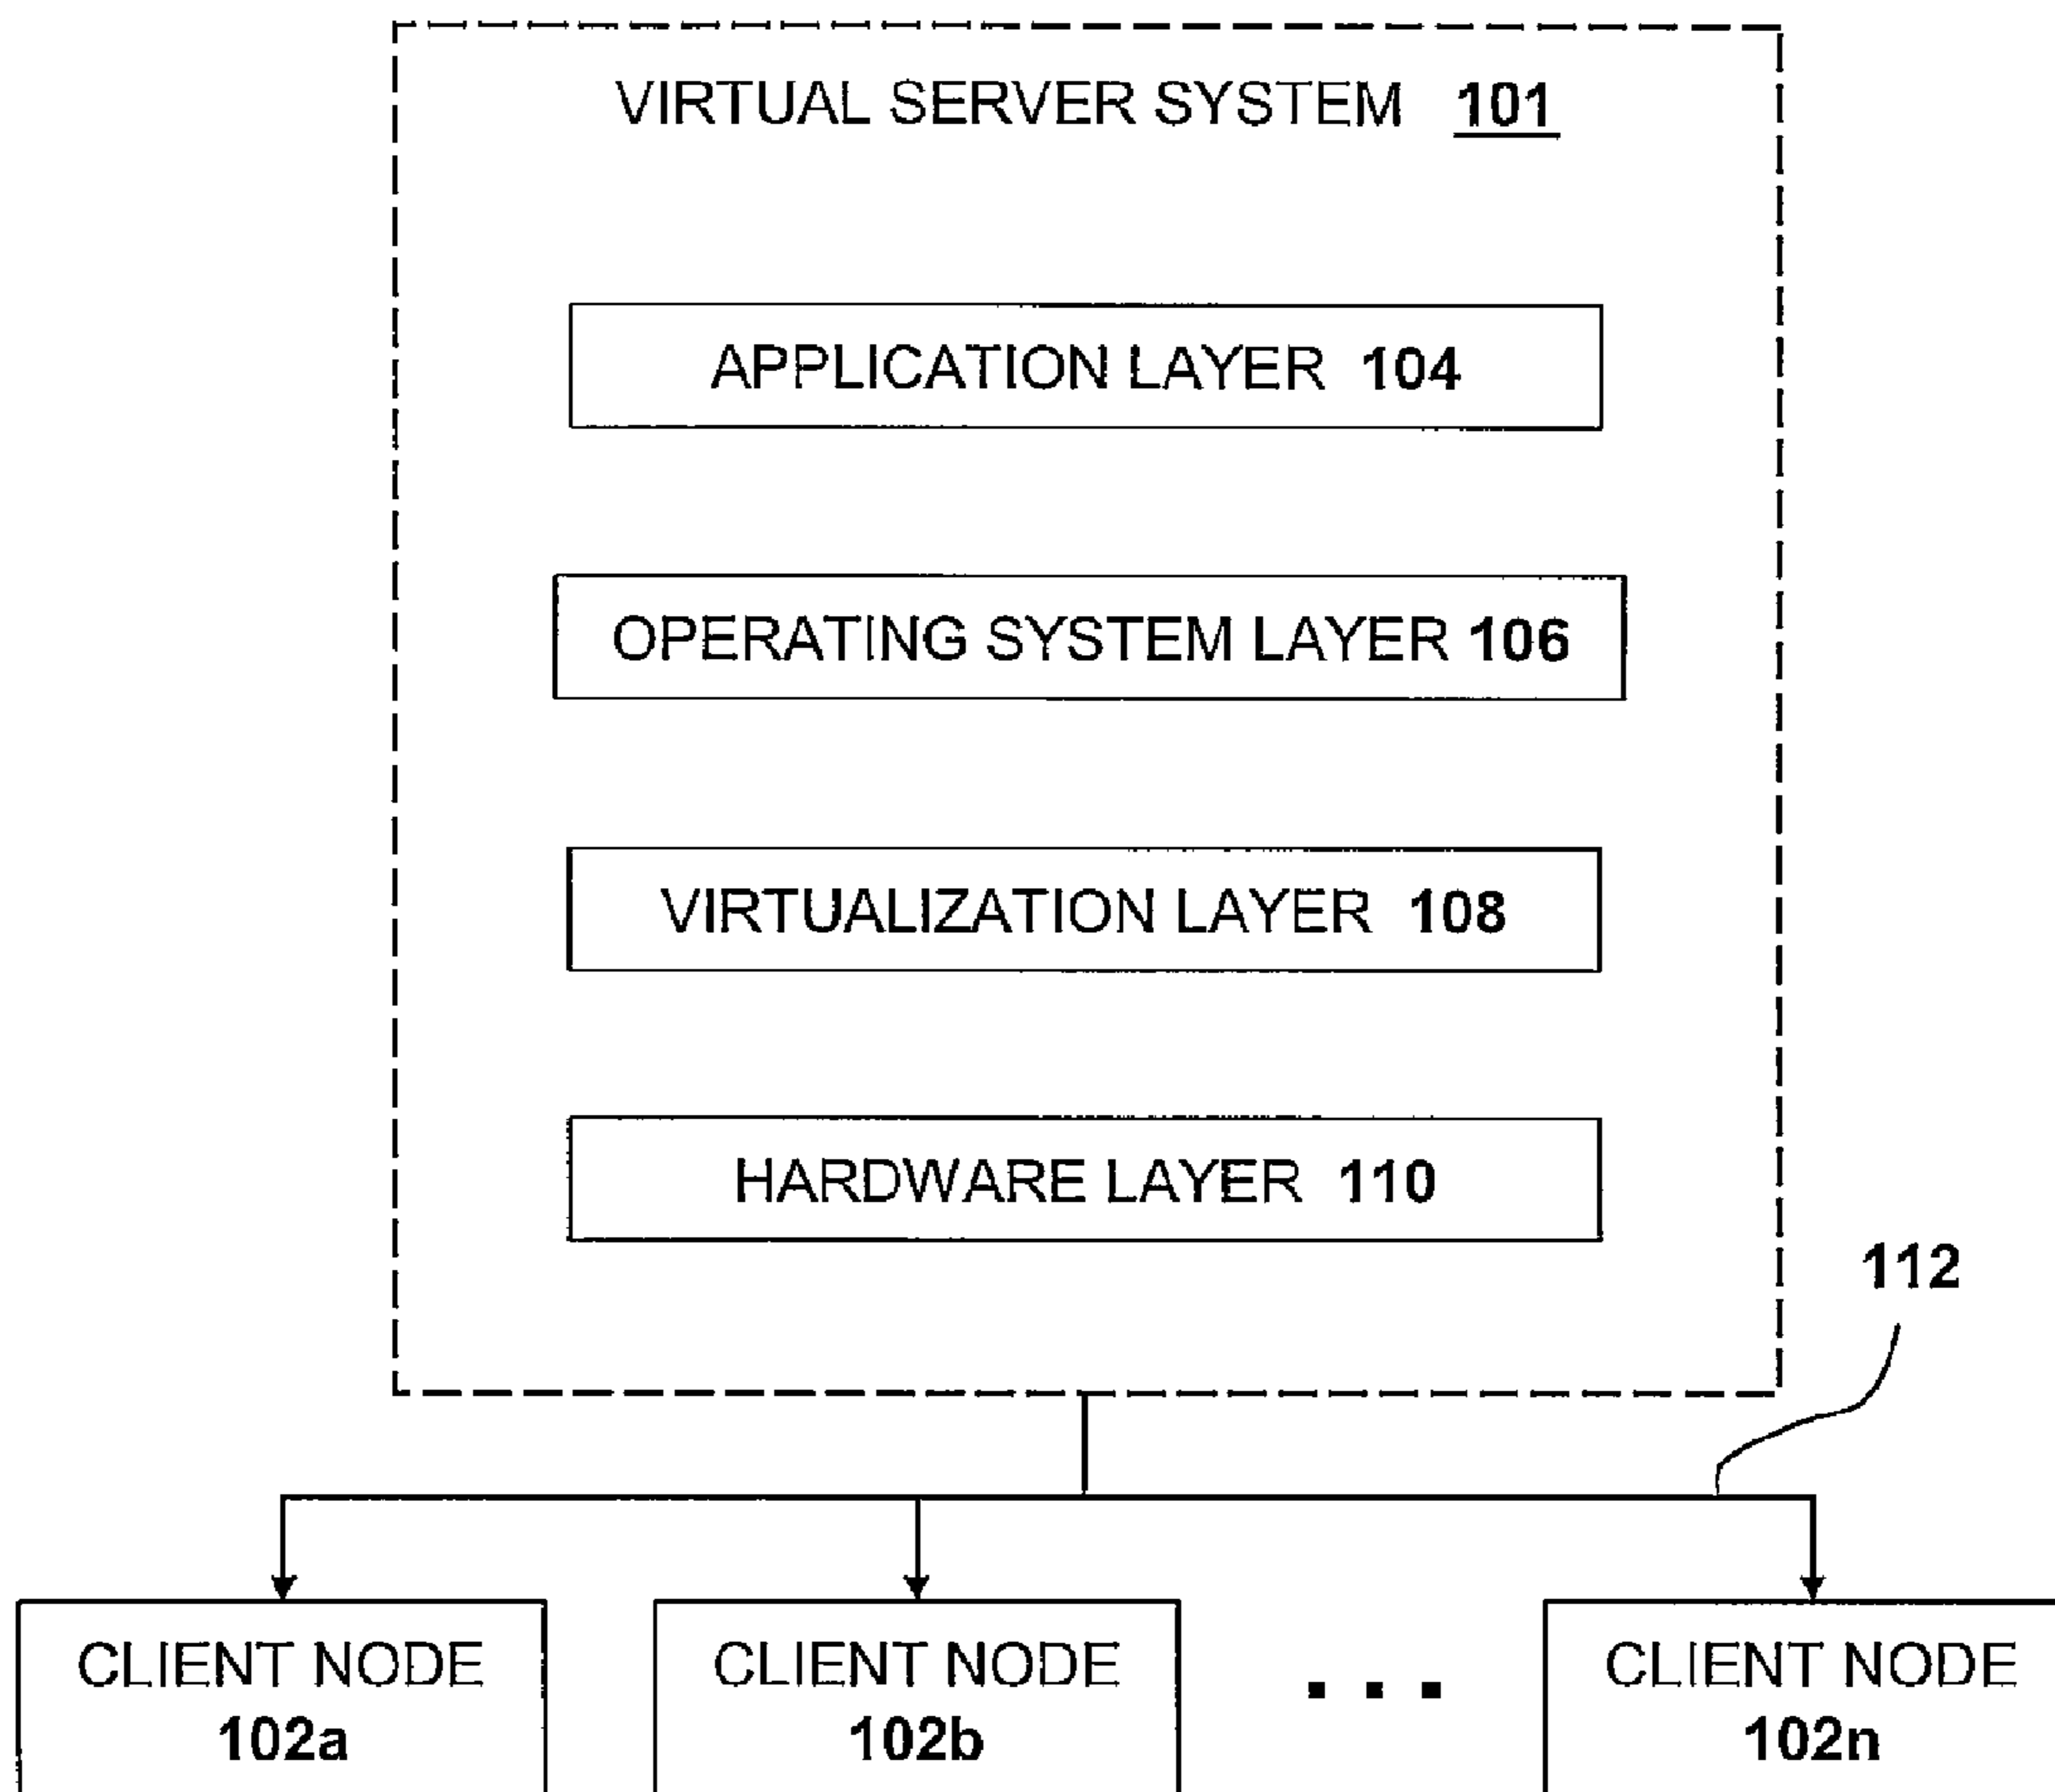 VIRTUAL SERVER SYSTEM 101
APPLICATION LAYER 104
OPERATING SYSTEM LAYER 106
VIRTUALIZATION LAYER 108
HARDWARE LAYER 110
112
CLIENT NODE
102a
CLIENT NODE
102b
. . .
CLIENT NODE
102n